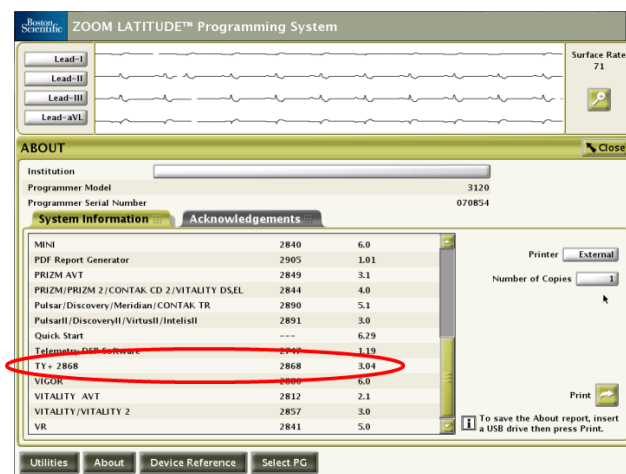 Boston Scientific ZOOM LATITUDE™ Programming System
Lead-I
Lead-II
Lead-III
Lead-aVL
Surface Rate
71
ABOUT
Close
Institution
Programmer Model 3120
Programmer Serial Number 070854
System Information Acknowledgements
MINI 2840 6.0
PDF Report Generator 2905 1.01
PRIZM AVT 2849 3.1
PRIZM/PRIZM 2/CONTAK CD 2/VITALITY DS,EL 2844 4.0
Pulsar/Discovery/Meridian/CONTAK TR 2890 5.1
PulsarII/DiscoveryII/VirtusII/IntelisII 2891 3.0
Quick Start --- 6.29
Telemetry DSP Software 2747 1.19
TY+ 2868 2868 3.04
VIGOR 6.0
VITALITY AVT 2812 2.1
VITALITY/VITALITY 2 2857 3.0
VR 2841 5.0
Printer External
Number of Copies 1
Print
i To save the About report, insert
a USB drive then press Print.
Utilities About Device Reference Select PG